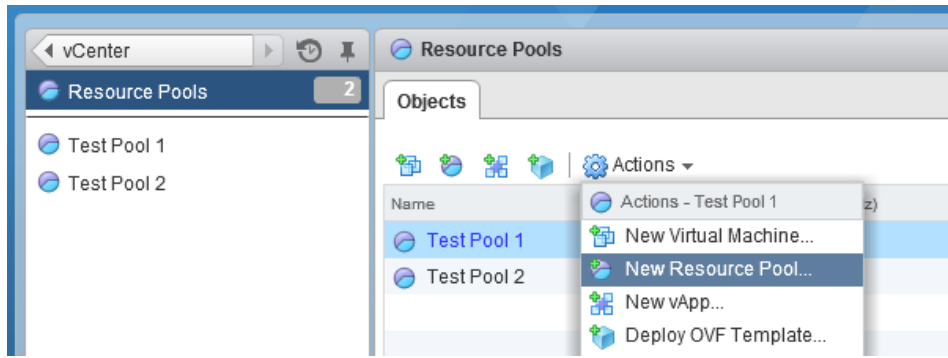 vCenter
Resource Pools 2
Test Pool 1
Test Pool 2
Resource Pools
Objects
Actions
Name
z)
Test Pool 1
Test Pool 2
Actions - Test Pool 1
New Virtual Machine...
New Resource Pool...
New vApp...
Deploy OVF Template...